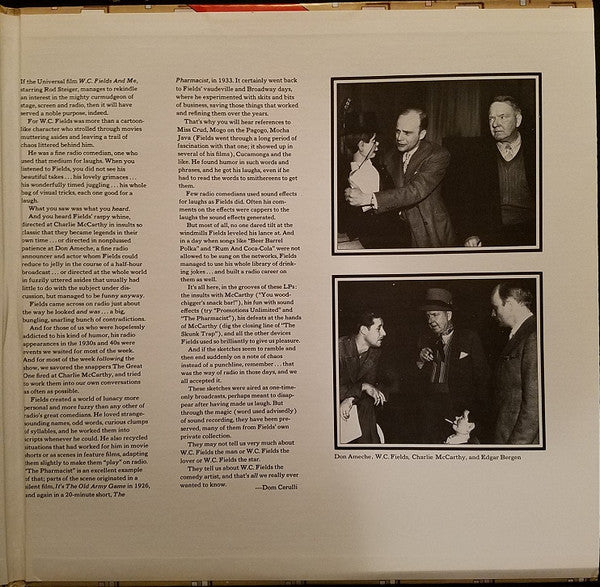 If the Universal film W.C. Fields And Me,
starring Rod Steiger, manages to rekindle
an interest in the mighty curmudgeon of
stage, screen and radio, then it will have
served a noble purpose, indeed.
For W.C. Fields was more than a cartoon-
like character who strolled through movies
muttering asides and leaving a trail of
chaos littered behind him.
He was a fine radio comedian, one who
used that medium for laughs. When you
listened to Fields, you did not see his
beautiful takes . . . his lovely grimaces . . .
his wonderfully timed juggling . . . his whole
bag of visual tricks, each one good for a
laugh.
What you saw was what you heard.
And you heard Fields' raspy whine,
directed at Charlie McCarthy in insults so
classic that they became legends in their
own time . . . or directed in nonplussed
patience at Don Ameche, a fine radio
announcer and actor whom Fields could
reduce to jelly in the course of a half-hour
broadcast . . . or directed at the whole world
in fuzzily uttered asides that usually had
little to do with the subject under dis-
cussion, but managed to be funny anyway.
Fields came across on radio just about
the way he looked and was . . . a big,
bungling, snarling bunch of contradictions.
And for those of us who were hopelessly
addicted to his kind of humor, his radio
appearances in the 1930s and 40s were
events we waited for most of the week.
And for most of the week following the
show, we savored the snappers The Great
One fired at Charlie McCarthy, and tried
to work them into our own conversations
as often as possible.
Fields created a world of lunacy more
personal and more fuzzy than any other of
radio's great comedians. He loved strange-
sounding names, odd words, curious clumps
of syllables, and he worked them into
scripts whenever he could. He also recycled
situations that had worked for him in movie
shorts or as scenes in feature films, adapting
them slightly to make them "play" on radio.
"The Pharmacist" is an excellent example
of that; parts of the scene originated in a
silent film, It's The Old Army Game in 1926,
and again in a 20-minute short, The
Pharmacist, in 1933. It certainly went back
to Fields' vaudeville and Broadway days,
where he experimented with skits and bits
of business, saving those things that worked
and refining them over the years.
That's why you will hear references to
Miss Crud, Mogo on the Pagogo, Mocha
Java (Fields went through a long period of
fascination with that one; it showed up in
several of his films), Cucamonga and the
like. He found humor in such words and
phrases, and he got his laughs, even if he
had to read the words to smithereens to get
them.
Few radio comedians used sound effects
for laughs as Fields did. Often his com-
ments on the effects were cappers to the
laughs the sound effects generated.
But most of all, no one dared tilt at the
windmills Fields leveled his lance at. And
in a day when songs like "Beer Barrel
Polka" and "Rum And Coca-Cola" were not
allowed to be sung on the networks, Fields
managed to use his whole library of drink-
ing jokes . . . and built a radio career on
them as well.
It's all here, in the grooves of these LPs:
the insults with McCarthy ("You wood-
chigger's snack bar!"), his fun with sound
effects (try "Promotions Unlimited" and
"The Pharmacist"), his defeats at the hands
of McCarthy (dig the closing line of "The
Skunk Trap"), and all the other devices
Fields used so brilliantly to give us pleasure.
And if the sketches seem to ramble and
then end suddenly on a note of chaos
instead of a punchline, remember . . . that
was the way of radio in those days, and we
all accepted it.
These sketches were aired as one-time-
only broadcasts, perhaps meant to disap-
pear after having made us laugh. But
through the magic (word used advisendly) of
of sound recording, they have been pre-
served, many of them from Fields' own
private collection.
They may not tell us very much about
W.C. Fields the man or W.C. Fields the
lover or W.C. Fields the star.
They tell us about W.C. Fields the
comedy artist, and that's all we really ever
wanted to know.
—Dom Cerulli
Don Ameche, W.C. Fields, Charlie McCarthy, and Edgar Bergen